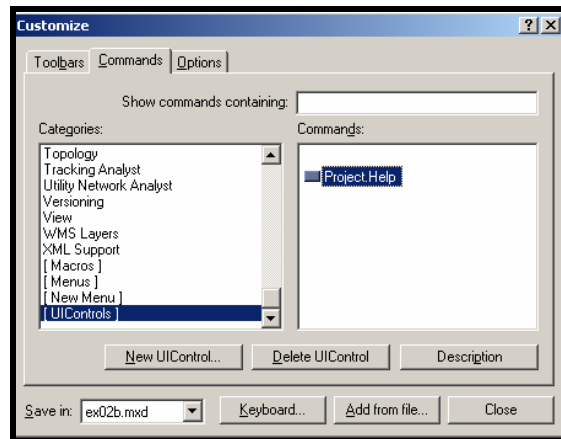 Customize
Toolbars Commands Options
Show commands containing:
Categories: Commands:
Topology
Tracking Analyst
Utility Network Analyst
Versioning
View
WMS Layers
XML Support
[ Macros ]
[ Menus ]
[ New Menu ]
[ UIControls ]
Project.Help
New UIControl... Delete UIControl Description
Save in: ex02b.mxd Keyboard... Add from file... Close